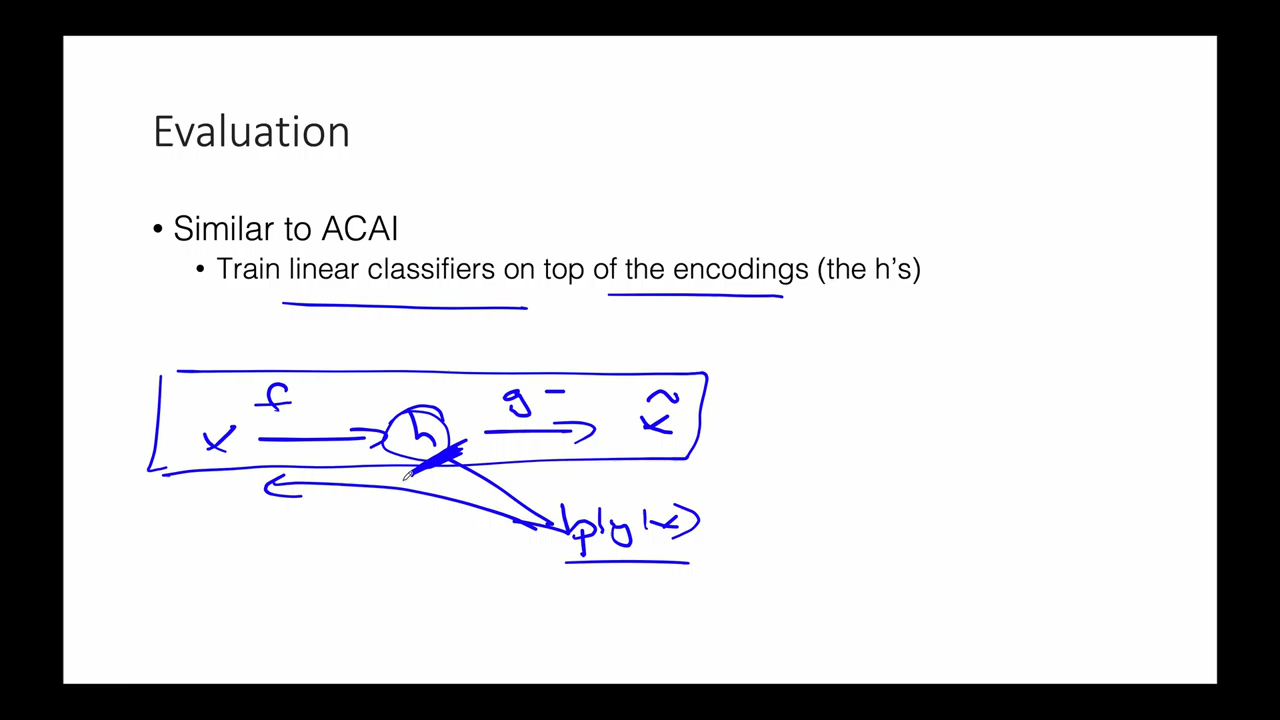 Evaluation
• Similar to ACAI
• Train linear classifiers on top of the encodings (the h's)
f g
x h x̃
p(y|x)